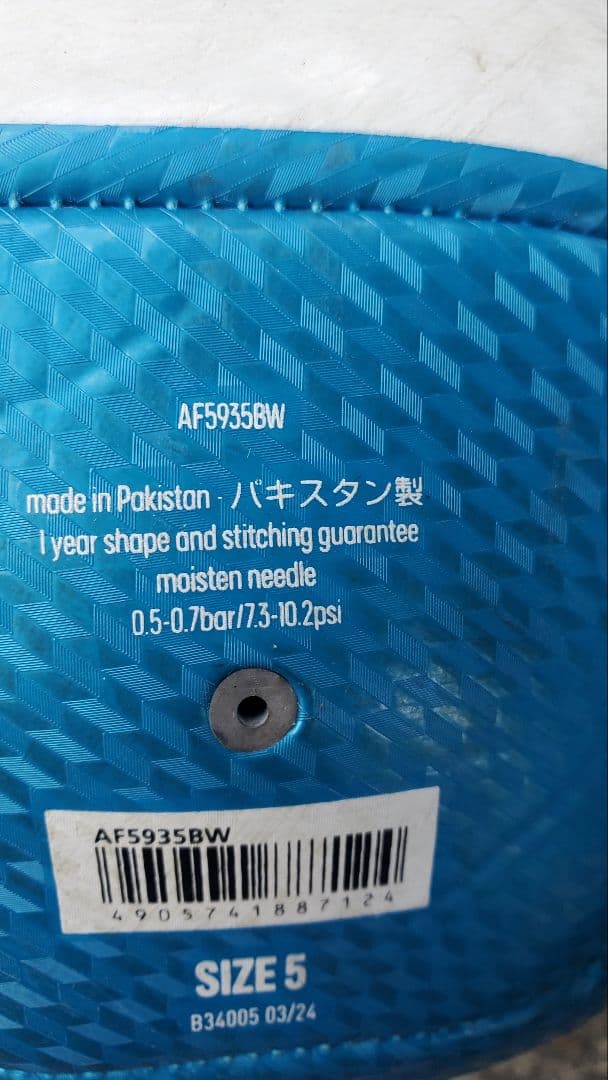 AF5935BW
made in Pakistan - パキスタン製
1 year shape and stitching guarantee
moisten needle
0.5-0.7bar/7.3-10.2psi
AF5935BW
4905741887124
SIZE 5
B34005 03/24